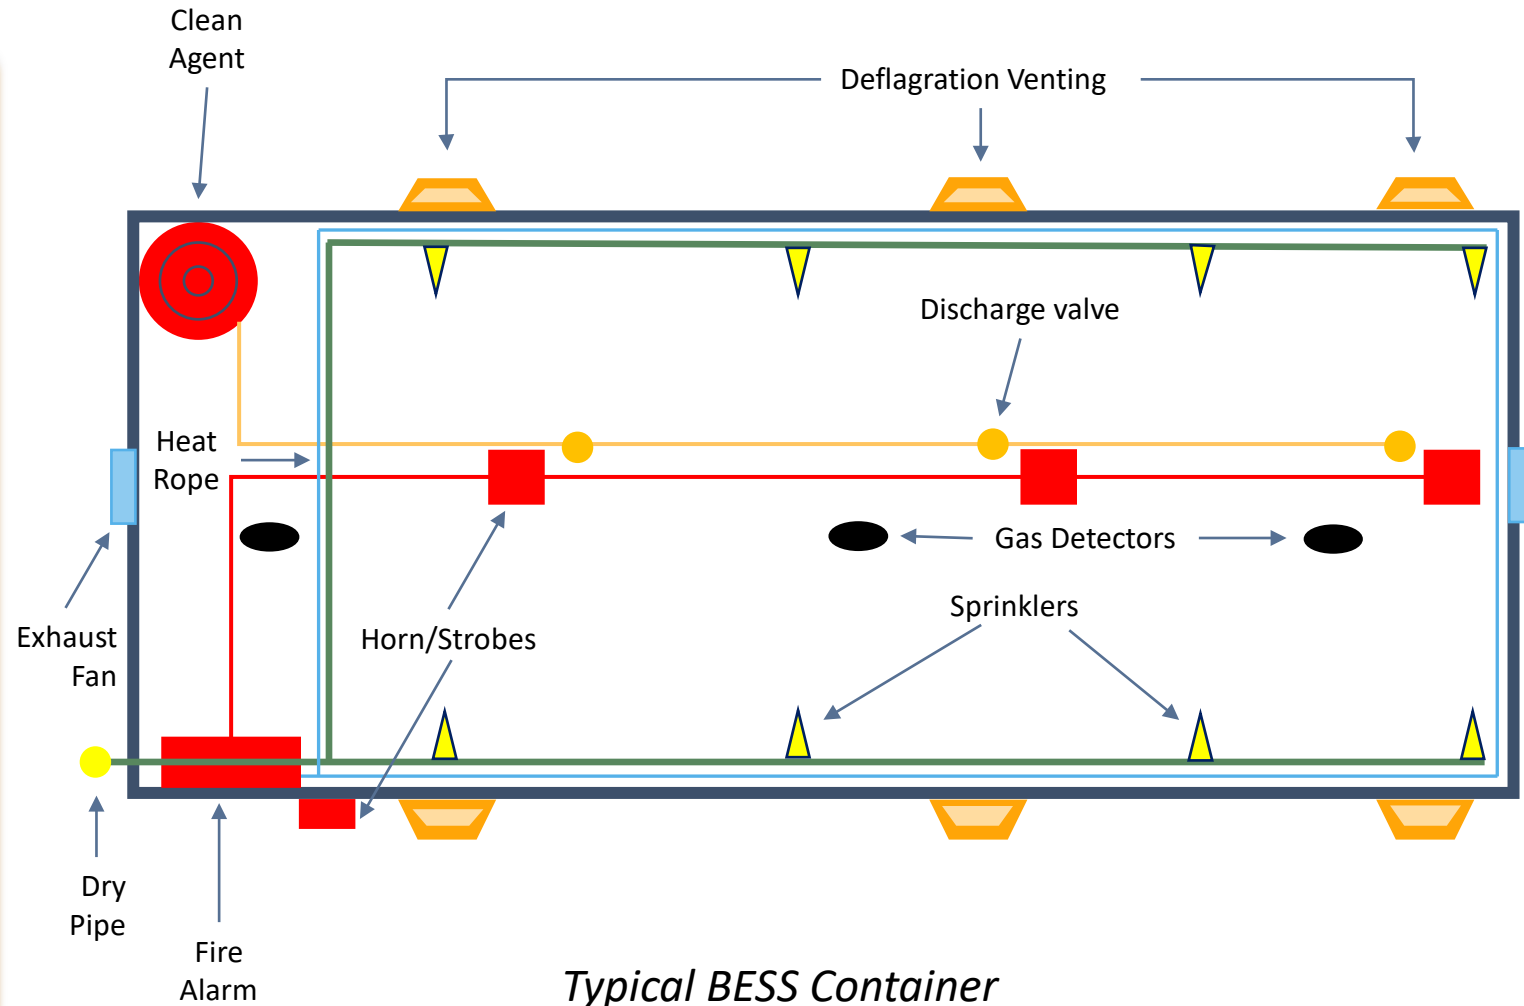 Clean
Agent
Deflagration Venting
Discharge valve
Heat
Rope
Gas Detectors
Sprinklers
Exhaust
Fan
Horn/Strobes
Dry
Pipe
Fire
Alarm
Typical BESS Container